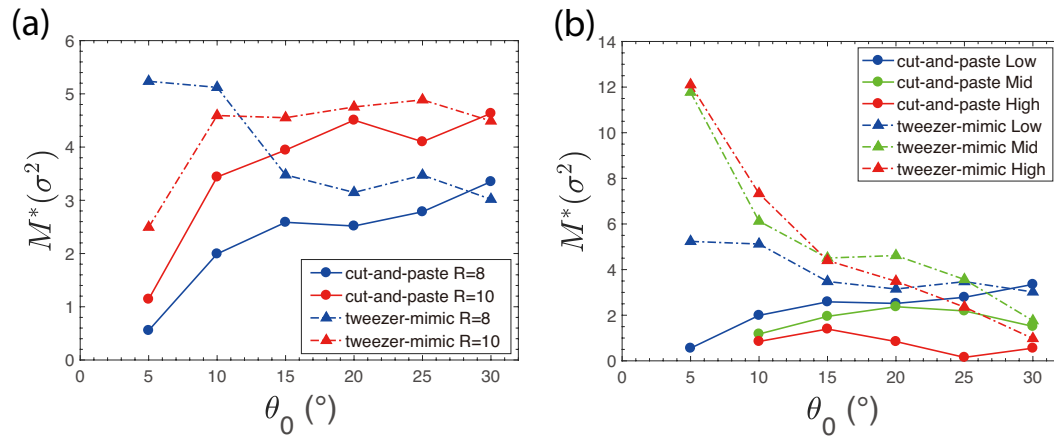 (a)
6
5
4
3
2
1
0
M*(σ²)
0 5 10 15 20 25 30
θ₀ (°)
cut-and-paste R=8
cut-and-paste R=10
tweezer-mimic R=8
tweezer-mimic R=10
(b)
14
12
10
8
6
4
2
0
M*(σ²)
0 5 10 15 20 25 30
θ₀ (°)
cut-and-paste Low
cut-and-paste Mid
cut-and-paste High
tweezer-mimic Low
tweezer-mimic Mid
tweezer-mimic High